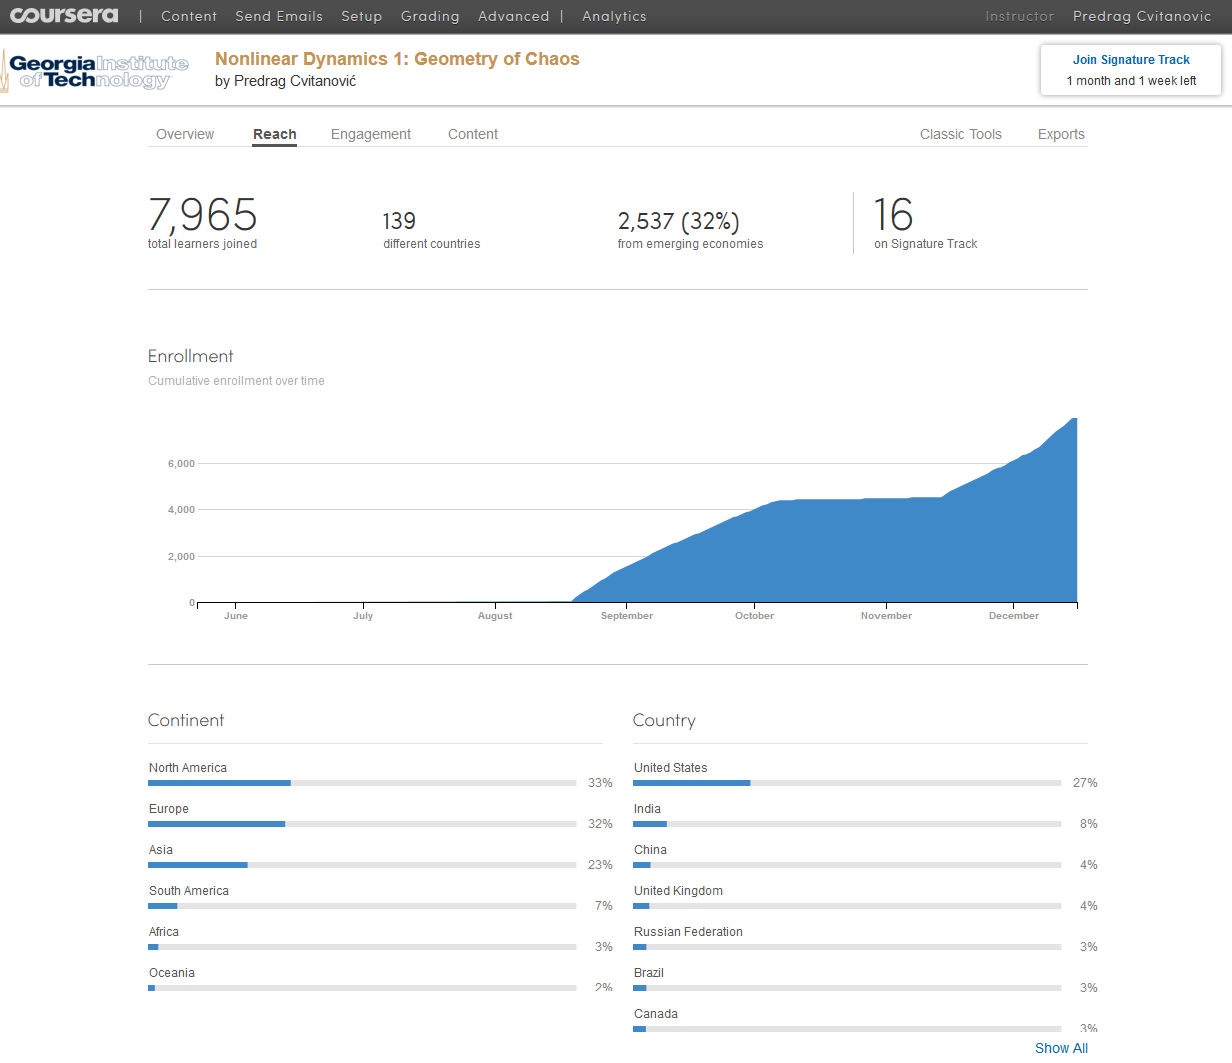 coursera | Content Send Emails Setup Grading Advanced | Analytics Instructor Predrag Cvitanovic
Georgia Institute
of Technology
Nonlinear Dynamics 1: Geometry of Chaos
by Predrag Cvitanović
Join Signature Track
1 month and 1 week left
Overview Reach Engagement Content Classic Tools Exports
7,965 139 2,537 (32%) 16
total learners joined different countries from emerging economies on Signature Track
Enrollment
Cumulative enrollment over time
6,000
4,000
2,000
0
June July August September October November December
Continent
North America
33%
Europe
32%
Asia
23%
South America
7%
Africa
3%
Oceania
2%
Country
United States
27%
India
8%
China
4%
United Kingdom
4%
Russian Federation
3%
Brazil
3%
Canada
3%
Show All